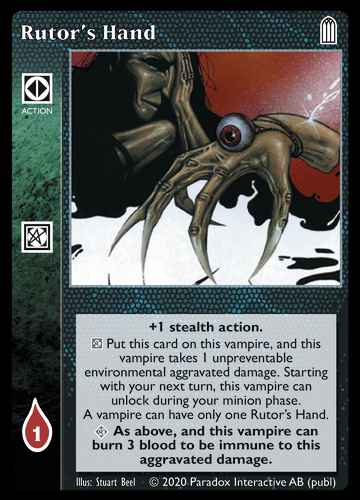 Rutor's Hand
ACTION
+1 stealth action.
Put this card on this vampire, and this
vampire takes 1 unpreventable
environmental aggravated damage. Starting
with your next turn, this vampire can
unlock during your minion phase.
A vampire can have only one Rutor's Hand.
As above, and this vampire can
burn 3 blood to be immune to this
aggravated damage.
1
Illus: Stuart Beel · © 2020 Paradox Interactive AB (publ)